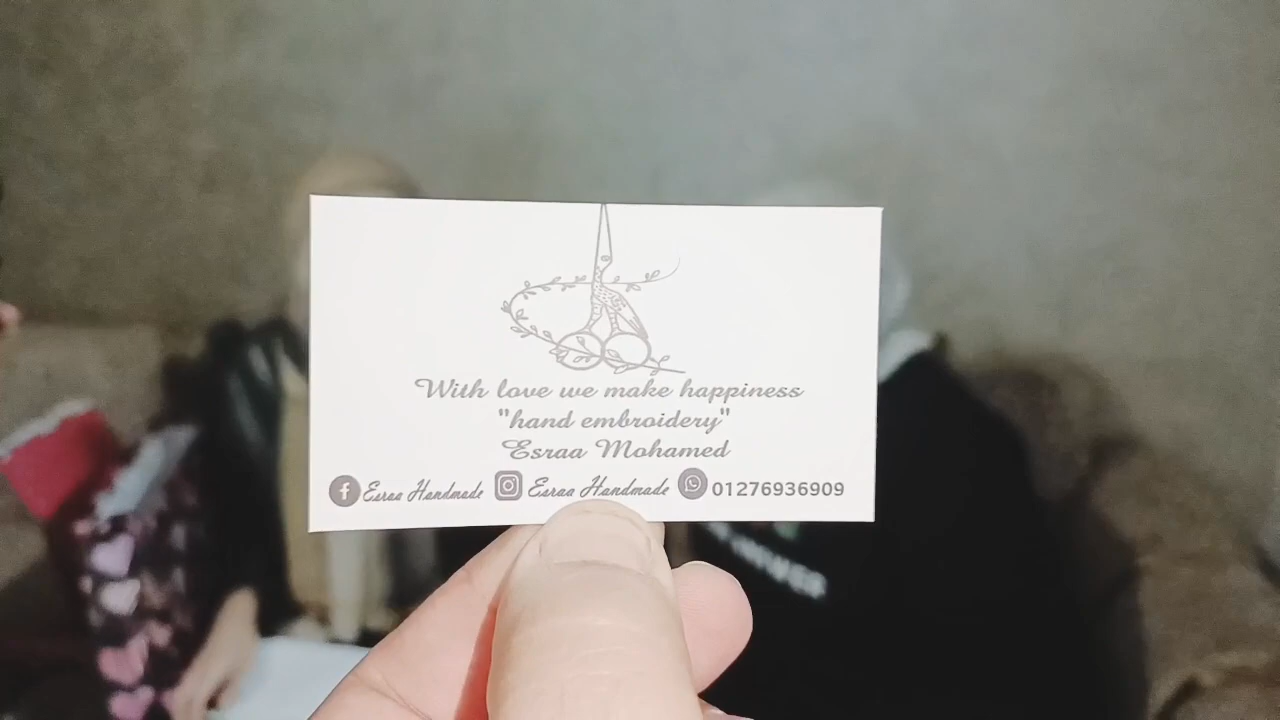 With love we make happiness
"hand embroidery"
Esraa Mohamed
Esraa Handmade Esraa Handmade 01276936909